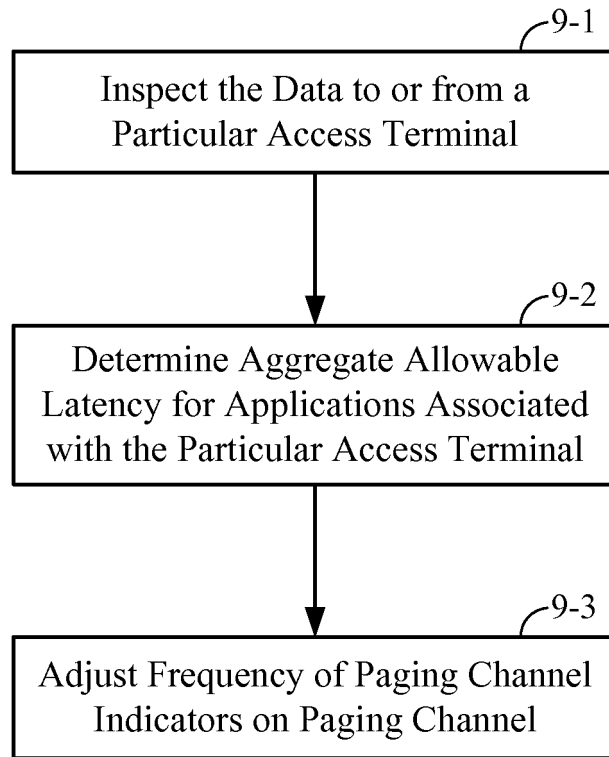 9-1
Inspect the Data to or from a
Particular Access Terminal
9-2
Determine Aggregate Allowable
Latency for Applications Associated
with the Particular Access Terminal
9-3
Adjust Frequency of Paging Channel
Indicators on Paging Channel